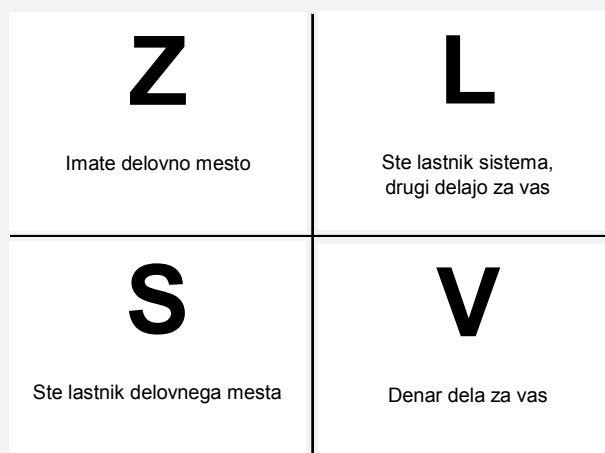 Z
Imate delovno mesto
L
Ste lastnik sistema,
drugi delajo za vas
S
Ste lastnik delovnega mesta
V
Denar dela za vas